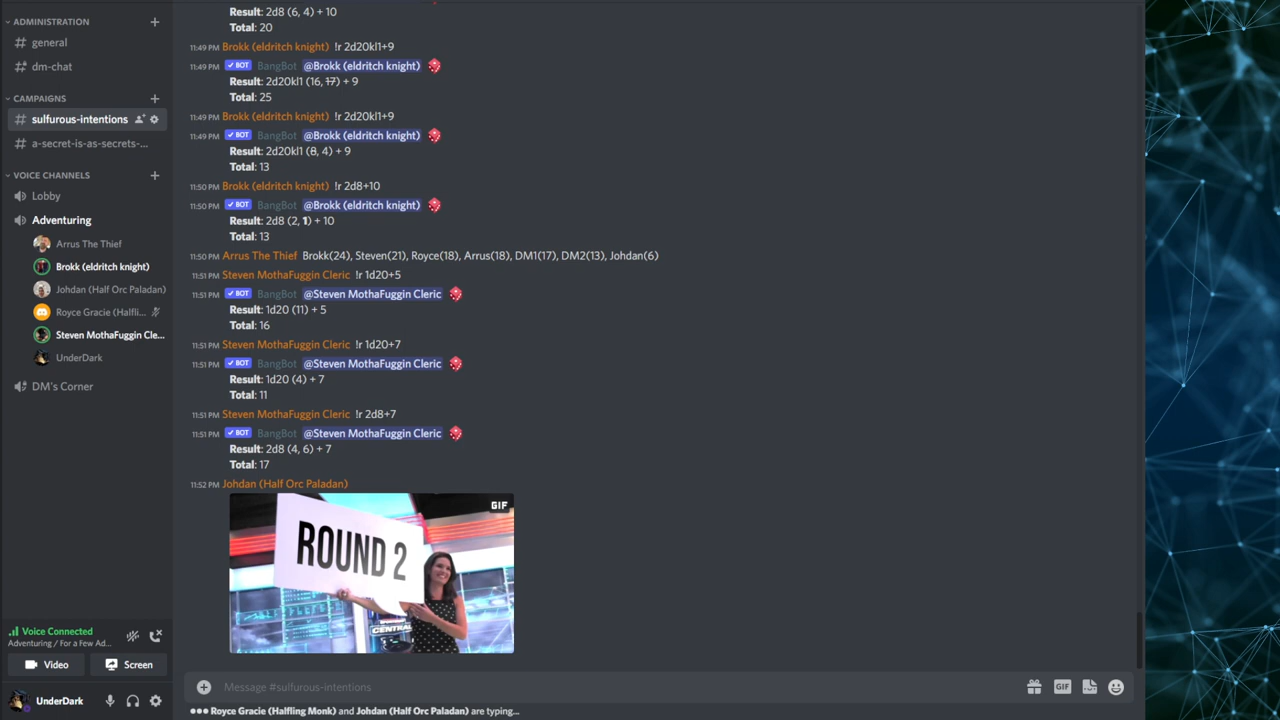 Result: 2d8 (6, 4) + 10
Total: 20
ADMINISTRATION
general
dm-chat
CAMPAIGNS
sulfurous-intentions
a-secret-is-as-secrets-...
VOICE CHANNELS
Lobby
Adventuring
Arrus The Thief
Brokk (eldritch knight)
Johdan (Half Orc Paladan)
Royce Gracie (Halfli...
Steven MothaFuggin Cle...
UnderDark
DM's Corner
Voice Connected
Adventuring / For a Few Ad...
Video Screen
UnderDark
11:49 PM Brokk (eldritch knight) !r 2d20kl1+9
11:49 PM BOT BangBot @Brokk (eldritch knight)
Result: 2d20kl1 (16, 17) + 9
Total: 25
11:49 PM Brokk (eldritch knight) !r 2d20kl1+9
11:49 PM BOT BangBot @Brokk (eldritch knight)
Result: 2d20kl1 (8, 4) + 9
Total: 13
11:50 PM Brokk (eldritch knight) !r 2d8+10
11:50 PM BOT BangBot @Brokk (eldritch knight)
Result: 2d8 (2, 1) + 10
Total: 13
11:50 PM Arrus The Thief Brokk(24), Steven(21), Royce(18), Arrus(18), DM1(17), DM2(13), Johdan(6)
11:51 PM Steven MothaFuggin Cleric !r 1d20+5
11:51 PM BOT BangBot @Steven MothaFuggin Cleric
Result: 1d20 (11) + 5
Total: 16
11:51 PM Steven MothaFuggin Cleric !r 1d20+7
11:51 PM BOT BangBot @Steven MothaFuggin Cleric
Result: 1d20 (4) + 7
Total: 11
11:51 PM Steven MothaFuggin Cleric !r 2d8+7
11:51 PM BOT BangBot @Steven MothaFuggin Cleric
Result: 2d8 (4, 6) + 7
Total: 17
11:52 PM Johdan (Half Orc Paladan)
GIF
ROUND 2
CENTRAL
Message #sulfurous-intentions
GIF
Royce Gracie (Halfling Monk) and Johdan (Half Orc Paladan) are typing...